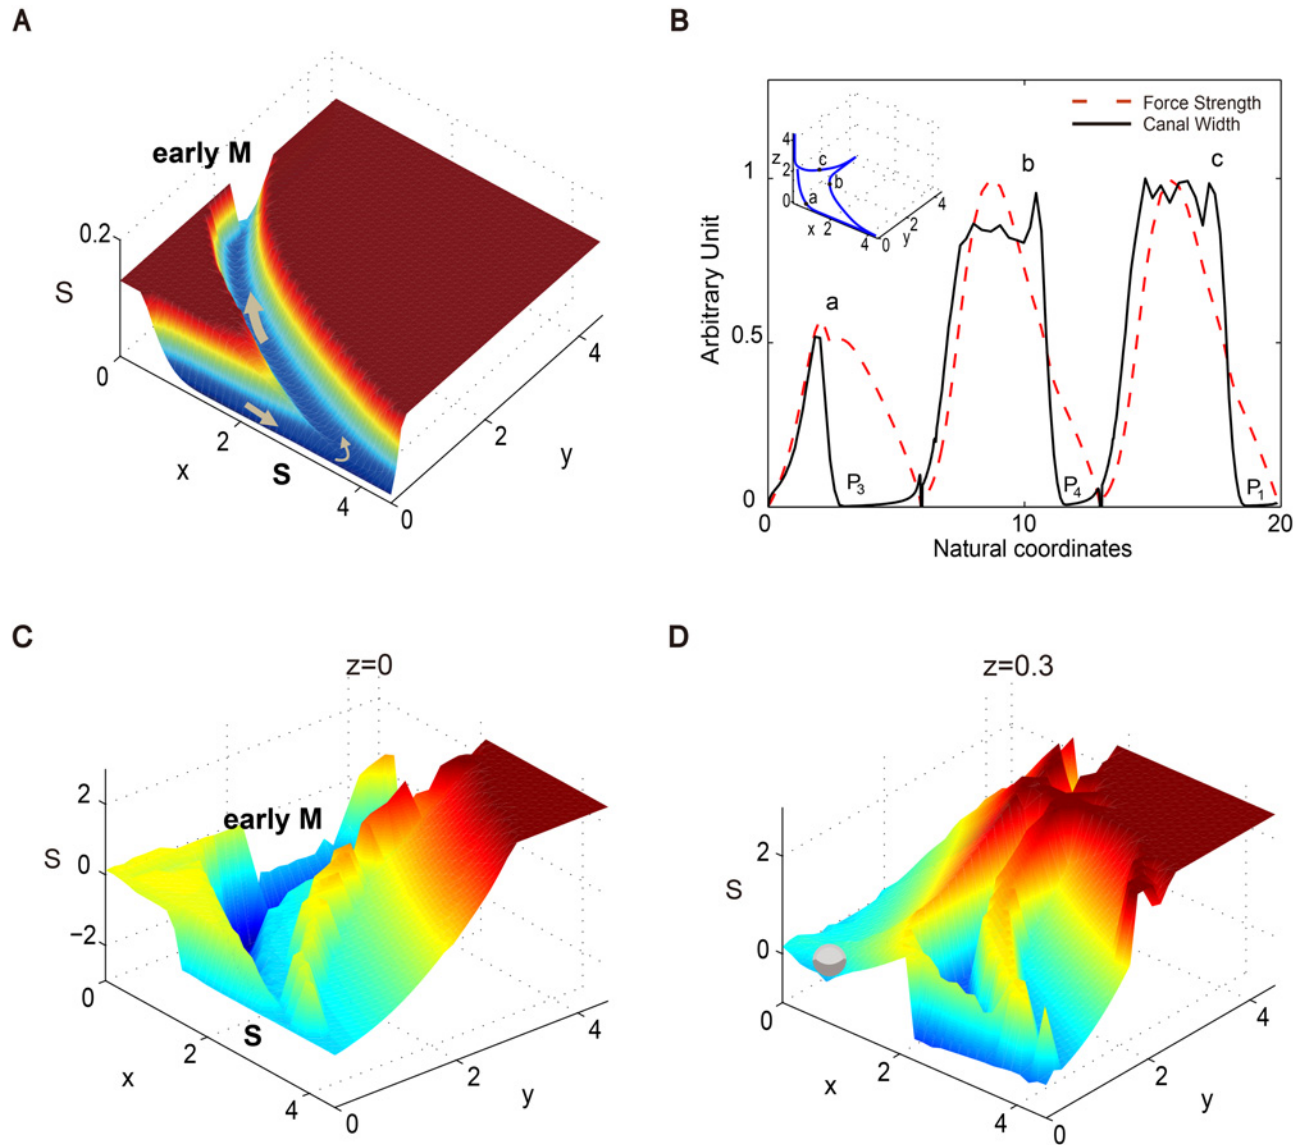 A
early M
0.2
S
0
2
4
x
S
0
2
4
y
B
Force Strength
Canal Width
1
0.5
0
Arbitrary Unit
a
b
c
P3
P4
P1
0
10
20
Natural coordinates
4
z
2
0
c
b
a
x
2
4
0
y
2
4
C
z=0
early M
2
S
0
−2
0
2
4
x
S
0
2
4
y
D
z=0.3
2
S
0
0
2
4
x
0
2
4
y